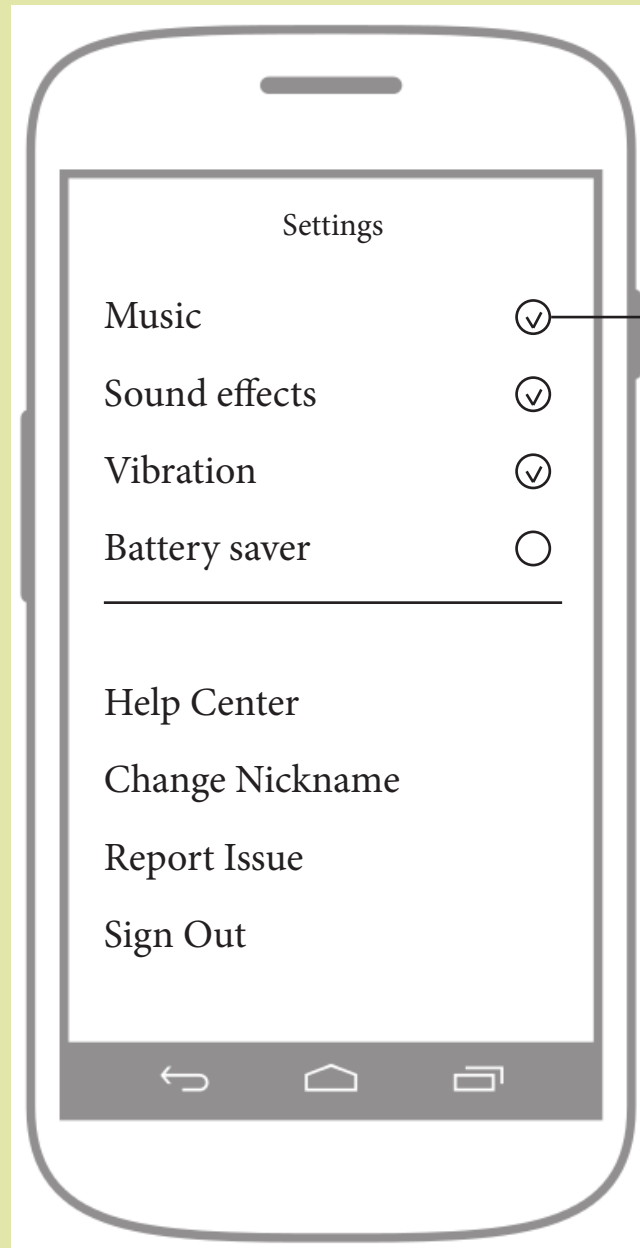 Settings
Music
Sound effects
Vibration
Battery saver
Help Center
Change Nickname
Report Issue
Sign Out